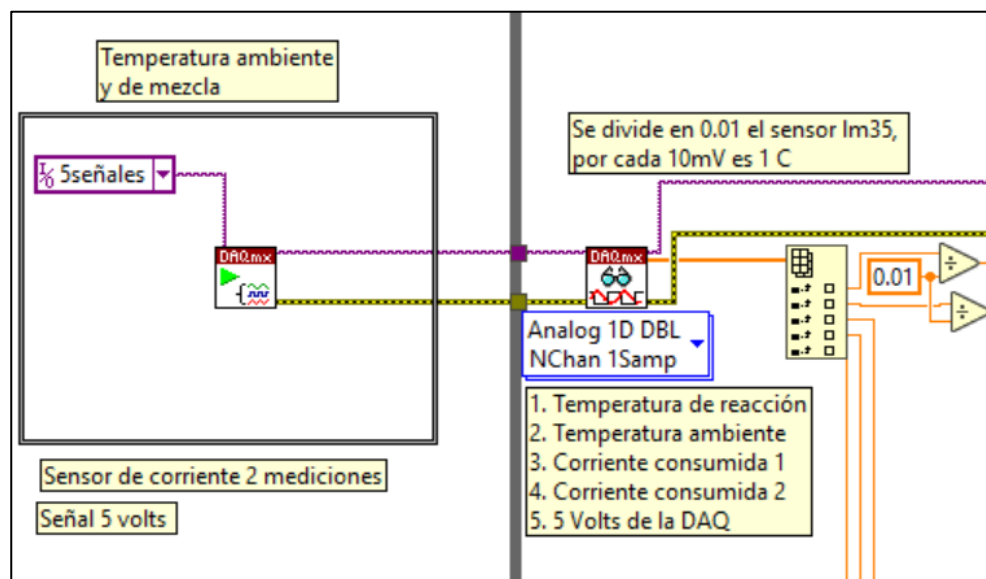 Temperatura ambiente
y de mezcla
I/O 5señales
DAQmx
Se divide en 0.01 el sensor lm35,
por cada 10mV es 1 C
DAQmx
0.01
÷
÷
Analog 1D DBL
NChan 1Samp
1. Temperatura de reacción
2. Temperatura ambiente
3. Corriente consumida 1
4. Corriente consumida 2
5. 5 Volts de la DAQ
Sensor de corriente 2 mediciones
Señal 5 volts